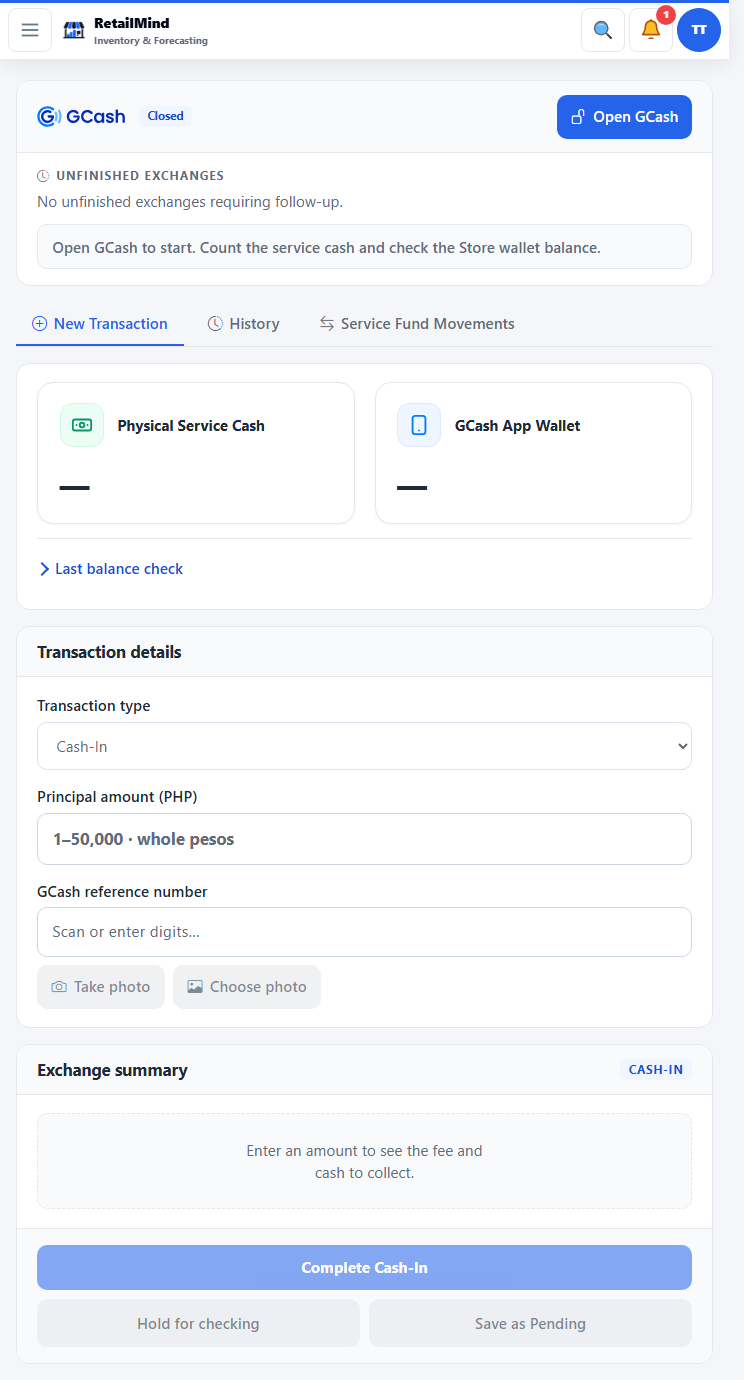 RetailMind
Inventory & Forecasting
1
TT
GCash
Closed
Open GCash
UNFINISHED EXCHANGES
No unfinished exchanges requiring follow-up.
Open GCash to start. Count the service cash and check the Store wallet balance.
New Transaction
History
Service Fund Movements
Physical Service Cash
GCash App Wallet
—
—
Last balance check
Transaction details
Transaction type
Cash-In
Principal amount (PHP)
1–50,000 · whole pesos
GCash reference number
Scan or enter digits...
Take photo
Choose photo
Exchange summary
CASH-IN
Enter an amount to see the fee and
cash to collect.
Complete Cash-In
Hold for checking
Save as Pending